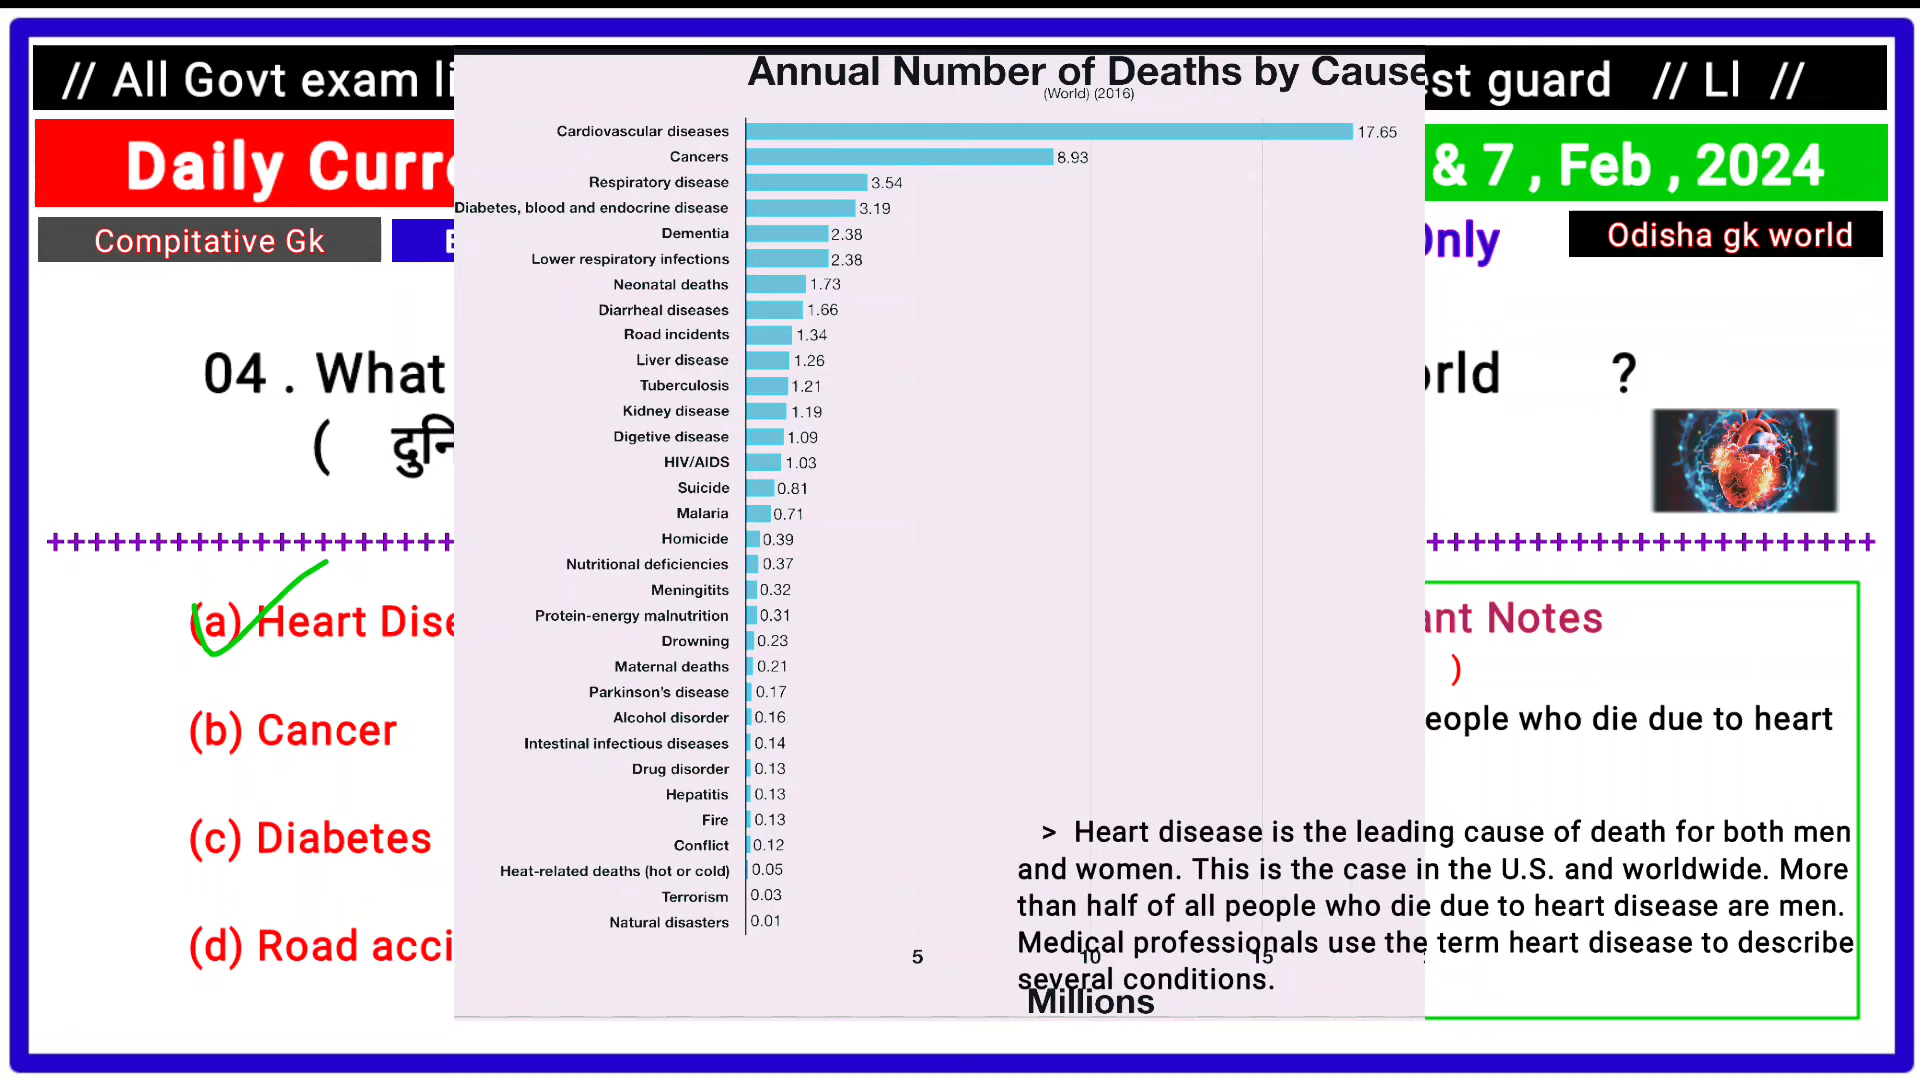 // All Govt exam li
st guard // Ll //
Daily Curr
& 7 , Feb , 2024
Compitative Gk
Odisha gk world
04 . What
?
(
Annual Number of Deaths by Cause
(World) (2016)
Cardiovascular diseases 17.65
Cancers 8.93
Respiratory disease 3.54
Diabetes, blood and endocrine disease 3.19
Dementia 2.38
Lower respiratory infections 2.38
Neonatal deaths 1.73
Diarrheal diseases 1.66
Road incidents 1.34
Liver disease 1.26
Tuberculosis 1.21
Kidney disease 1.19
Digetive disease 1.09
HIV/AIDS 1.03
Suicide 0.81
Malaria 0.71
Homicide 0.39
Nutritional deficiencies 0.37
Meningitits 0.32
Protein-energy malnutrition 0.31
Drowning 0.23
Maternal deaths 0.21
Parkinson's disease 0.17
Alcohol disorder 0.16
Intestinal infectious diseases 0.14
Drug disorder 0.13
Hepatitis 0.13
Fire 0.13
Conflict 0.12
Heat-related deaths (hot or cold) 0.05
Terrorism 0.03
Natural disasters 0.01
5 10 15
Millions
(a) Heart Dise
(b) Cancer
(c) Diabetes
(d) Road acci
ant Notes
)
eople who die due to heart
> Heart disease is the leading cause of death for both men
and women. This is the case in the U.S. and worldwide. More
than half of all people who die due to heart disease are men.
Medical professionals use the term heart disease to describe
several conditions.